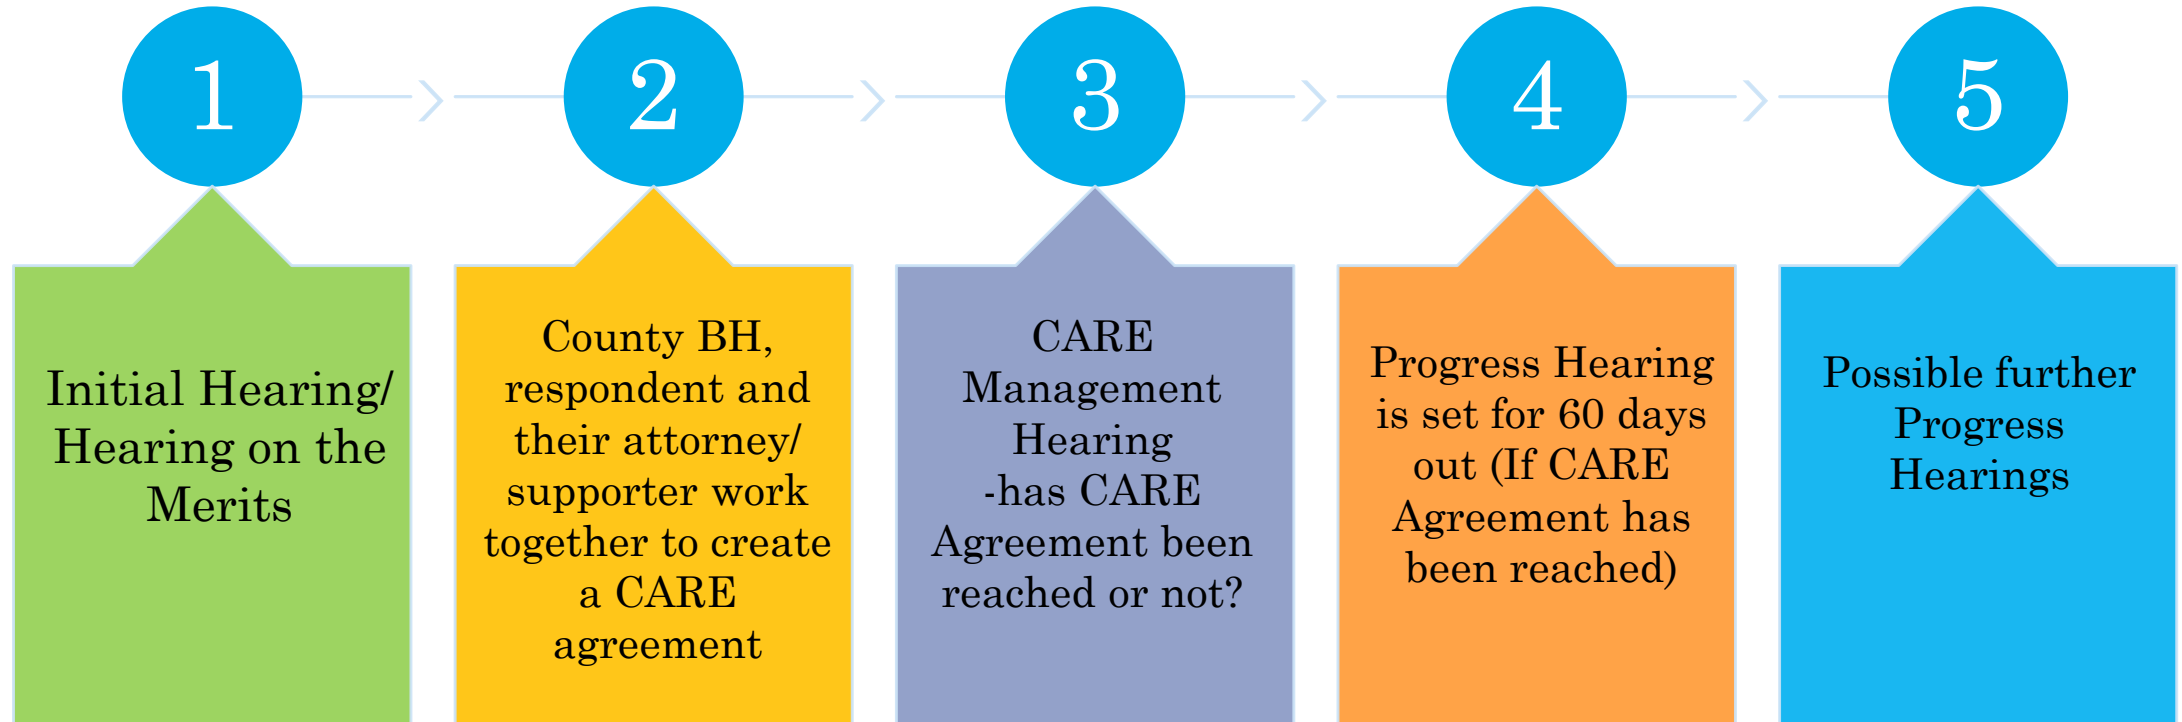 1
Initial Hearing/
Hearing on the
Merits
2
County BH,
respondent and
their attorney/
supporter work
together to create
a CARE
agreement
3
CARE
Management
Hearing
-has CARE
Agreement been
reached or not?
4
Progress Hearing
is set for 60 days
out (If CARE
Agreement has
been reached)
5
Possible further
Progress
Hearings